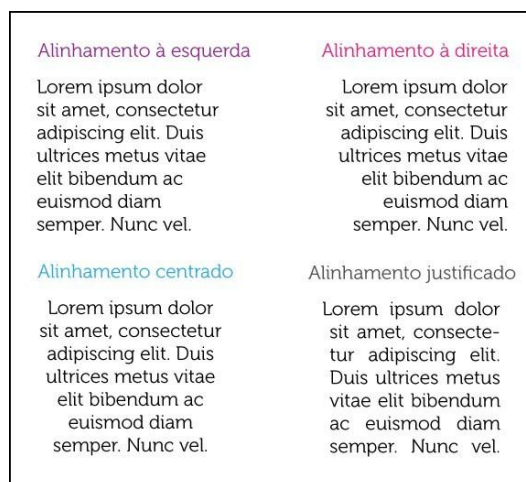 Alinhamento à esquerda
Lorem ipsum dolor
sit amet, consectetur
adipiscing elit. Duis
ultrices metus vitae
elit bibendum ac
euismod diam
semper. Nunc vel.
Alinhamento à direita
Lorem ipsum dolor
sit amet, consectetur
adipiscing elit. Duis
ultrices metus vitae
elit bibendum ac
euismod diam
semper. Nunc vel.
Alinhamento centrado
Lorem ipsum dolor
sit amet, consectetur
adipiscing elit. Duis
ultrices metus vitae
elit bibendum ac
euismod diam
semper. Nunc vel.
Alinhamento justificado
Lorem ipsum dolor
sit amet, consecte-
tur adipiscing elit.
Duis ultrices metus
vitae elit bibendum
ac euismod diam
semper. Nunc vel.